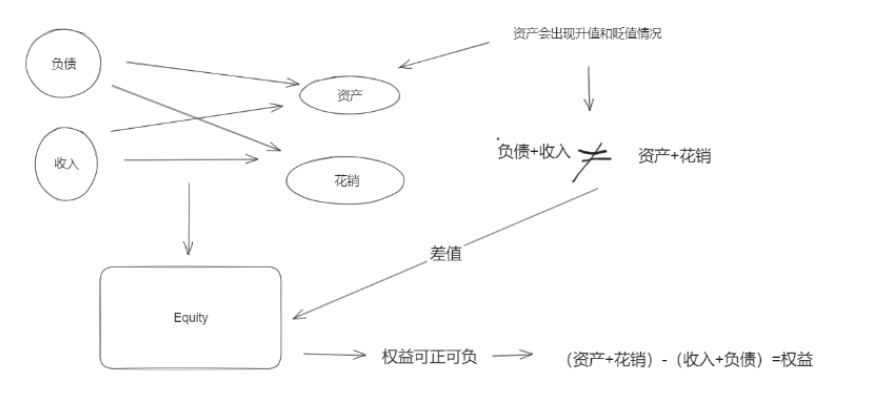 资产会出现升值和贬值情况
负债
资产
收入
花销
负债+收入 ≠ 资产+花销
差值
Equity
权益可正可负
（资产+花销）-（收入+负债）=权益